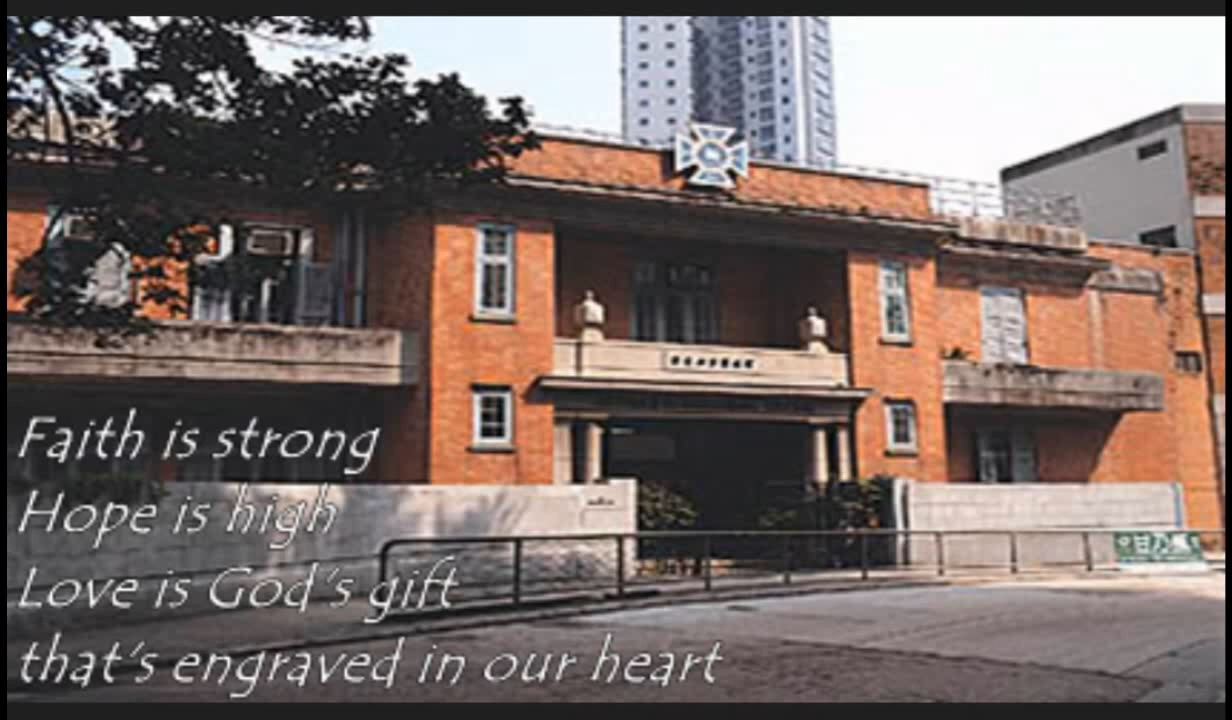 Faith is strong
Hope is high
Love is God's gift
that's engraved in our heart